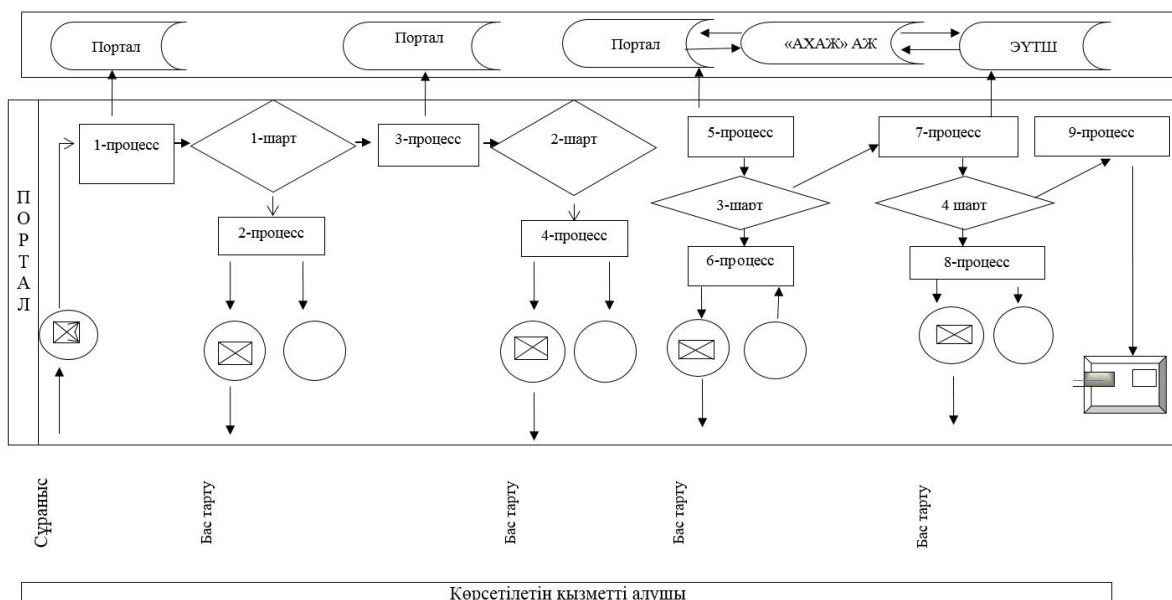 Портал
Портал
Портал
«АХАЖ» АЖ
ЭҮТШ
ПОРТАЛ
1-процесс
1-шарт
3-процесс
2-шарт
5-процесс
7-процесс
9-процесс
3-шарт
4 шарт
2-процесс
4-процесс
6-процесс
8-процесс
Сұраныс
Бас тарту
Бас тарту
Бас тарту
Бас тарту
Көрсетілетін қызметті алушы